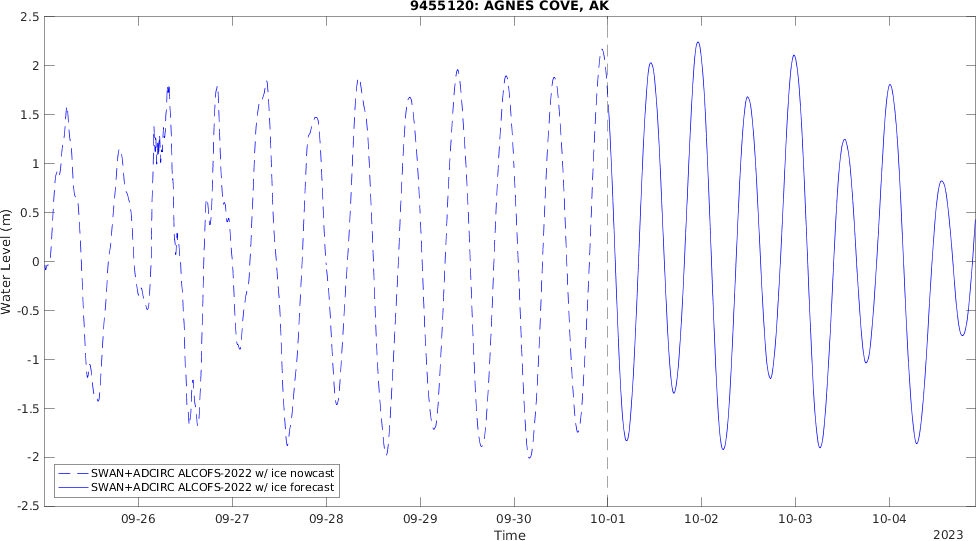 9455120: AGNES COVE, AK
2.5
2
1.5
1
0.5
0
-0.5
-1
-1.5
-2
-2.5
Water Level (m)
SWAN+ADCIRC ALCOFS-2022 w/ ice nowcast
SWAN+ADCIRC ALCOFS-2022 w/ ice forecast
09-26 09-27 09-28 09-29 09-30 10-01 10-02 10-03 10-04
Time
2023